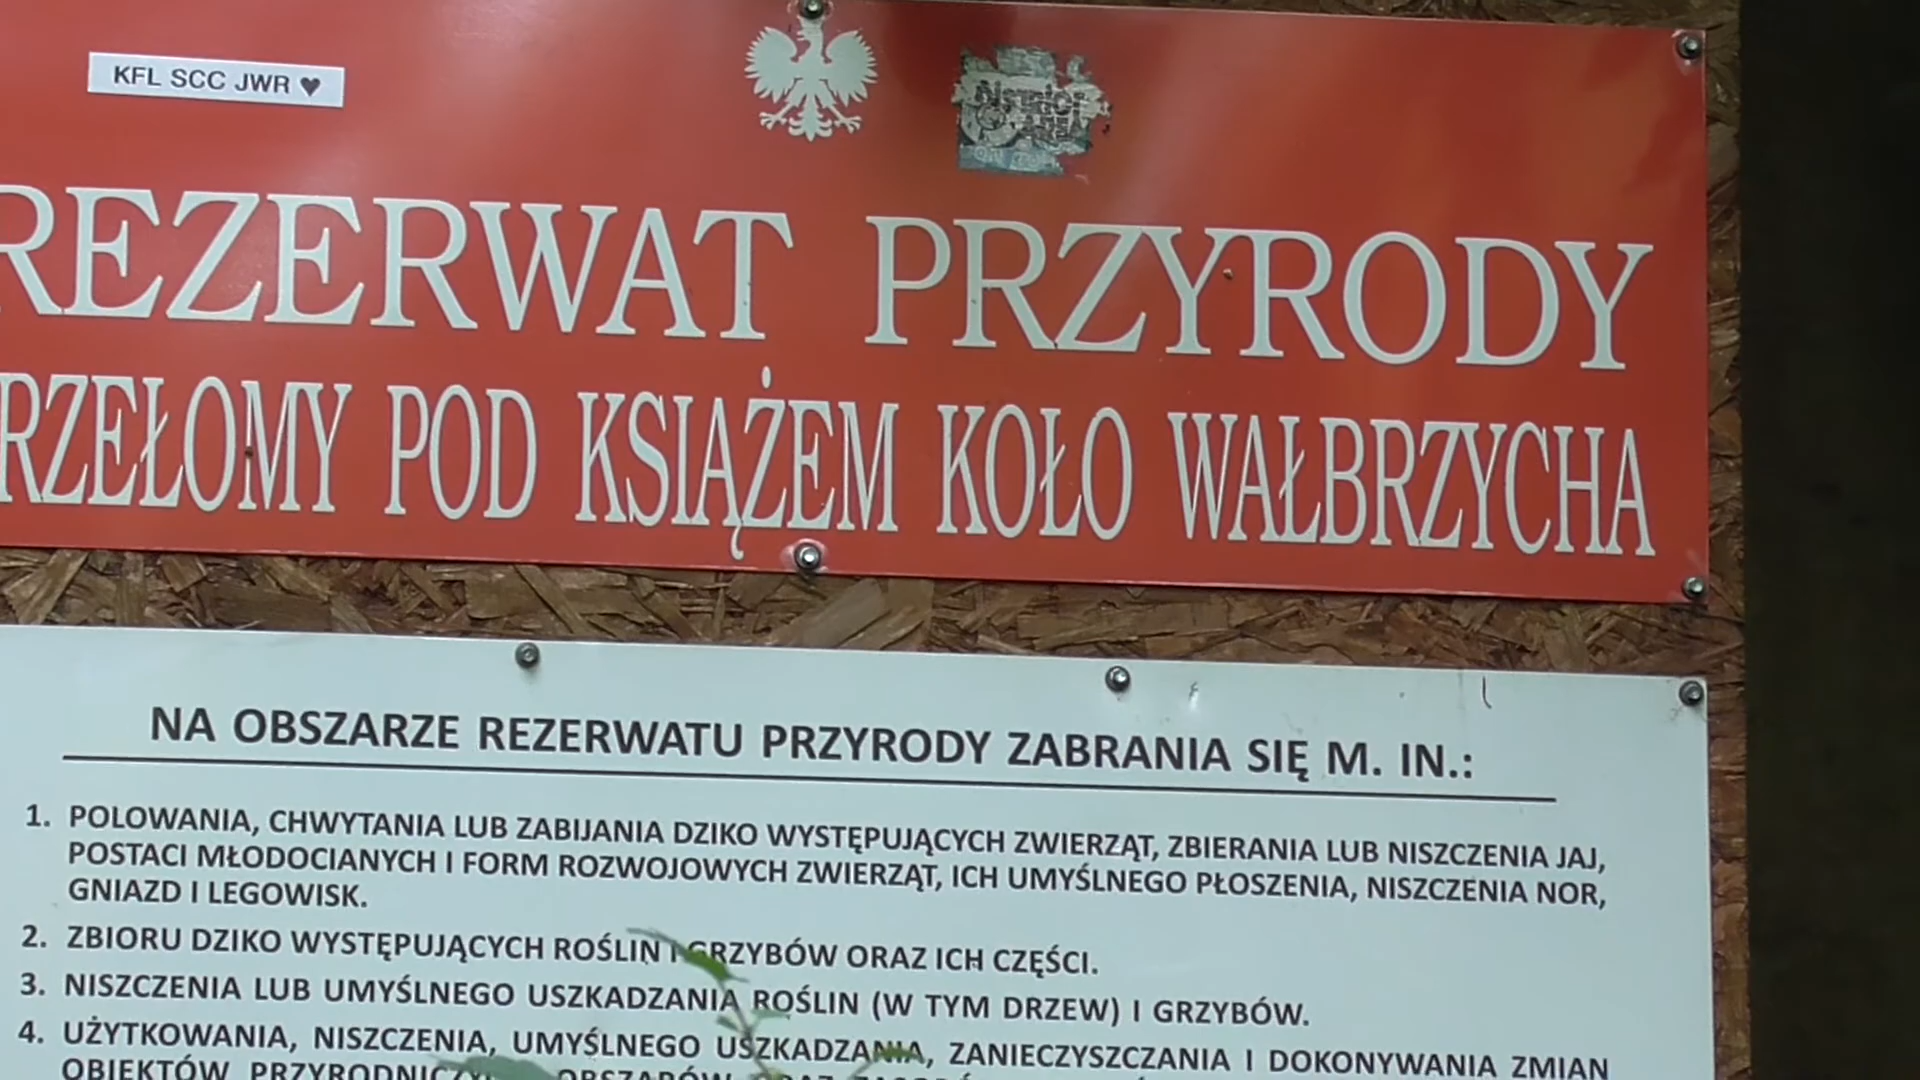 KFL SCC JWR ♥
REZERWAT PRZYRODY
RZEŁOMY POD KSIĄŻEM KOŁO WAŁBRZYCHA
NA OBSZARZE REZERWATU PRZYRODY ZABRANIA SIĘ M. IN.:
1. POLOWANIA, CHWYTANIA LUB ZABIJANIA DZIKO WYSTĘPUJĄCYCH ZWIERZĄT, ZBIERANIA LUB NISZCZENIA JAJ,
POSTACI MŁODOCIANYCH I FORM ROZWOJOWYCH ZWIERZĄT, ICH UMYŚLNEGO PŁOSZENIA, NISZCZENIA NOR,
GNIAZD I LEGOWISK.
2. ZBIORU DZIKO WYSTĘPUJĄCYCH ROŚLIN I GRZYBÓW ORAZ ICH CZĘŚCI.
3. NISZCZENIA LUB UMYŚLNEGO USZKADZANIA ROŚLIN (W TYM DRZEW) I GRZYBÓW.
4. UŻYTKOWANIA, NISZCZENIA, UMYŚLNEGO USZKADZANIA, ZANIECZYSZCZANIA I DOKONYWANIA ZMIAN
OBIEKTÓW